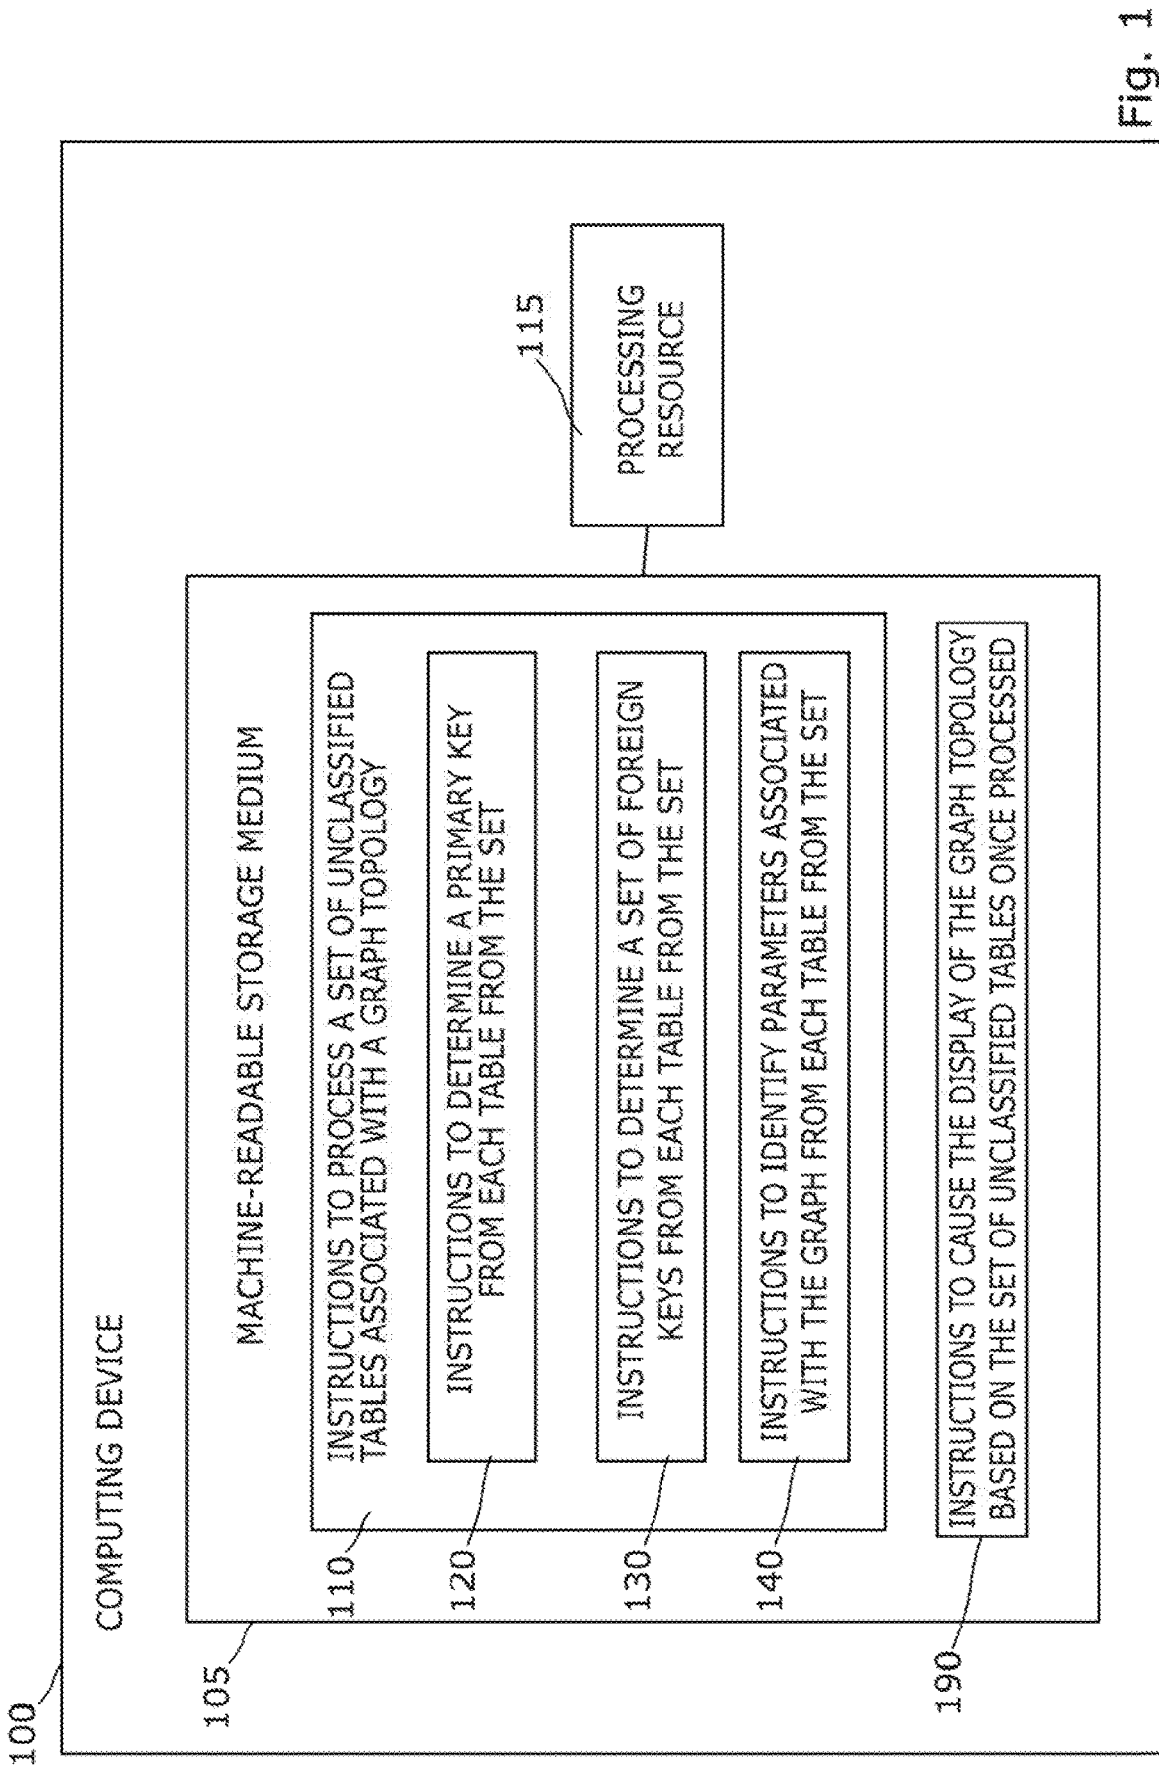 100
COMPUTING DEVICE
105
MACHINE-READABLE STORAGE MEDIUM
110
INSTRUCTIONS TO PROCESS A SET OF UNCLASSIFIED
TABLES ASSOCIATED WITH A GRAPH TOPOLOGY
120
INSTRUCTIONS TO DETERMINE A PRIMARY KEY
FROM EACH TABLE FROM THE SET
130
INSTRUCTIONS TO DETERMINE A SET OF FOREIGN
KEYS FROM EACH TABLE FROM THE SET
140
INSTRUCTIONS TO IDENTIFY PARAMETERS ASSOCIATED
WITH THE GRAPH FROM EACH TABLE FROM THE SET
190
INSTRUCTIONS TO CAUSE THE DISPLAY OF THE GRAPH TOPOLOGY
BASED ON THE SET OF UNCLASSIFIED TABLES ONCE PROCESSED
115
PROCESSING
RESOURCE
Fig. 1